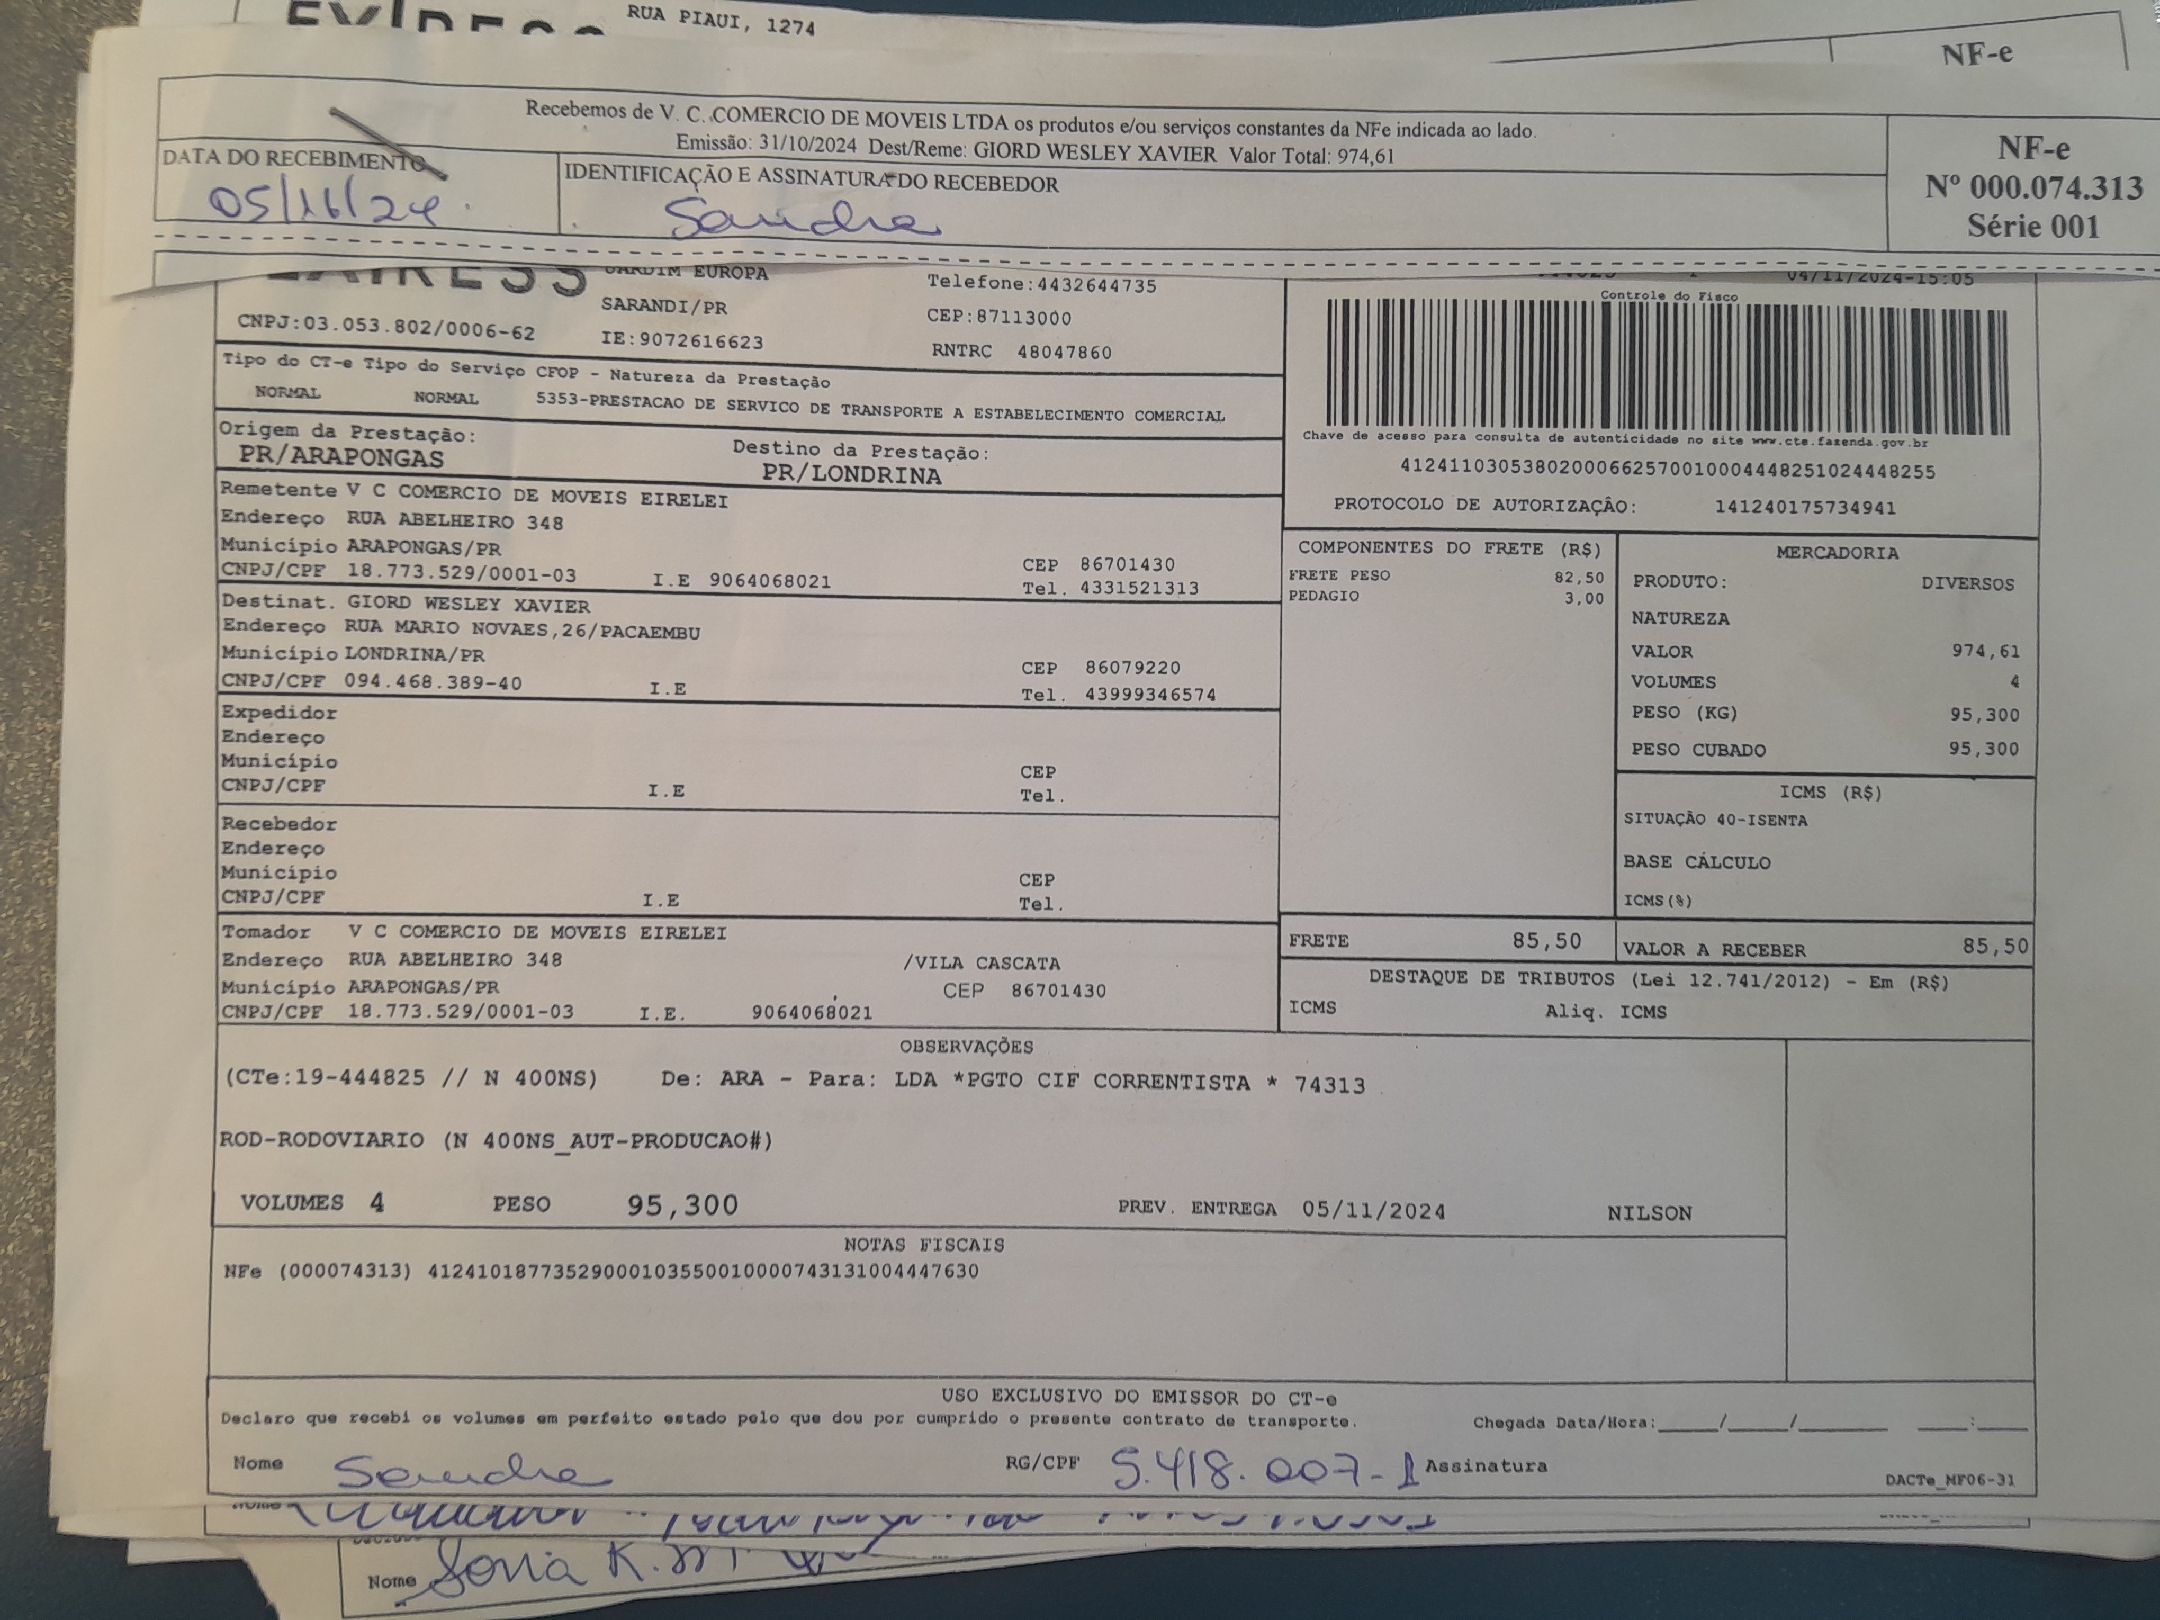 RUA PIAUI, 1274
NF-e
Recebemos de V. C. COMERCIO DE MOVEIS LTDA os produtos e/ou serviços constantes da NFe indicada ao lado.
Emissão: 31/10/2024 Dest/Reme: GIORD WESLEY XAVIER Valor Total: 974,61
NF-e
Nº 000.074.313
Série 001
DATA DO RECEBIMENTO
05/11/24
IDENTIFICAÇÃO E ASSINATURA DO RECEBEDOR
Sandra
JARDIM EUROPA
SARANDI/PR
CNPJ:03.053.802/0006-62
IE:9072616623
Telefone:4432644735
CEP:87113000
RNTRC 48047860
04/11/2024-15:05
Controle do Fisco
Tipo do CT-e Tipo do Serviço CFOP - Natureza da Prestação
NORMAL NORMAL 5353-PRESTACAO DE SERVICO DE TRANSPORTE A ESTABELECIMENTO COMERCIAL
Chave de acesso para consulta de autenticidade no site www.cte.fazenda.gov.br
41241103053802000662570010004448251024448255
PROTOCOLO DE AUTORIZAÇÃO: 141240175734941
Origem da Prestação:
PR/ARAPONGAS
Destino da Prestação:
PR/LONDRINA
Remetente V C COMERCIO DE MOVEIS EIRELEI
Endereço RUA ABELHEIRO 348
Município ARAPONGAS/PR CEP 86701430
CNPJ/CPF 18.773.529/0001-03 I.E 9064068021 Tel. 4331521313
Destinat. GIORD WESLEY XAVIER
Endereço RUA MARIO NOVAES,26/PACAEMBU
Município LONDRINA/PR CEP 86079220
CNPJ/CPF 094.468.389-40 I.E Tel. 43999346574
Expedidor
Endereço
Município CEP
CNPJ/CPF I.E Tel.
Recebedor
Endereço
Município CEP
CNPJ/CPF I.E Tel.
Tomador V C COMERCIO DE MOVEIS EIRELEI
Endereço RUA ABELHEIRO 348 /VILA CASCATA
Município ARAPONGAS/PR CEP 86701430
CNPJ/CPF 18.773.529/0001-03 I.E. 9064068021
COMPONENTES DO FRETE (R$)
FRETE PESO 82,50
PEDAGIO 3,00
MERCADORIA
PRODUTO: DIVERSOS
NATUREZA
VALOR 974,61
VOLUMES 4
PESO (KG) 95,300
PESO CUBADO 95,300
ICMS (R$)
SITUAÇÃO 40-ISENTA
BASE CÁLCULO
ICMS(%)
FRETE 85,50
VALOR A RECEBER 85,50
DESTAQUE DE TRIBUTOS (Lei 12.741/2012) - Em (R$)
ICMS Aliq. ICMS
OBSERVAÇÕES
(CTe:19-444825 // N 400NS) De: ARA - Para: LDA *PGTO CIF CORRENTISTA * 74313
ROD-RODOVIARIO (N 400NS_AUT-PRODUCAO#)
VOLUMES 4 PESO 95,300 PREV. ENTREGA 05/11/2024 NILSON
NOTAS FISCAIS
NFe (000074313) 41241018773529000103550010000743131004447630
USO EXCLUSIVO DO EMISSOR DO CT-e
Declaro que recebi os volumes em perfeito estado pelo que dou por cumprido o presente contrato de transporte.
Chegada Data/Hora:____/____/______ ____:____
Nome Sandra RG/CPF 5.418.007-1 Assinatura
DACTe_MF06-31
Nome Sonia K.